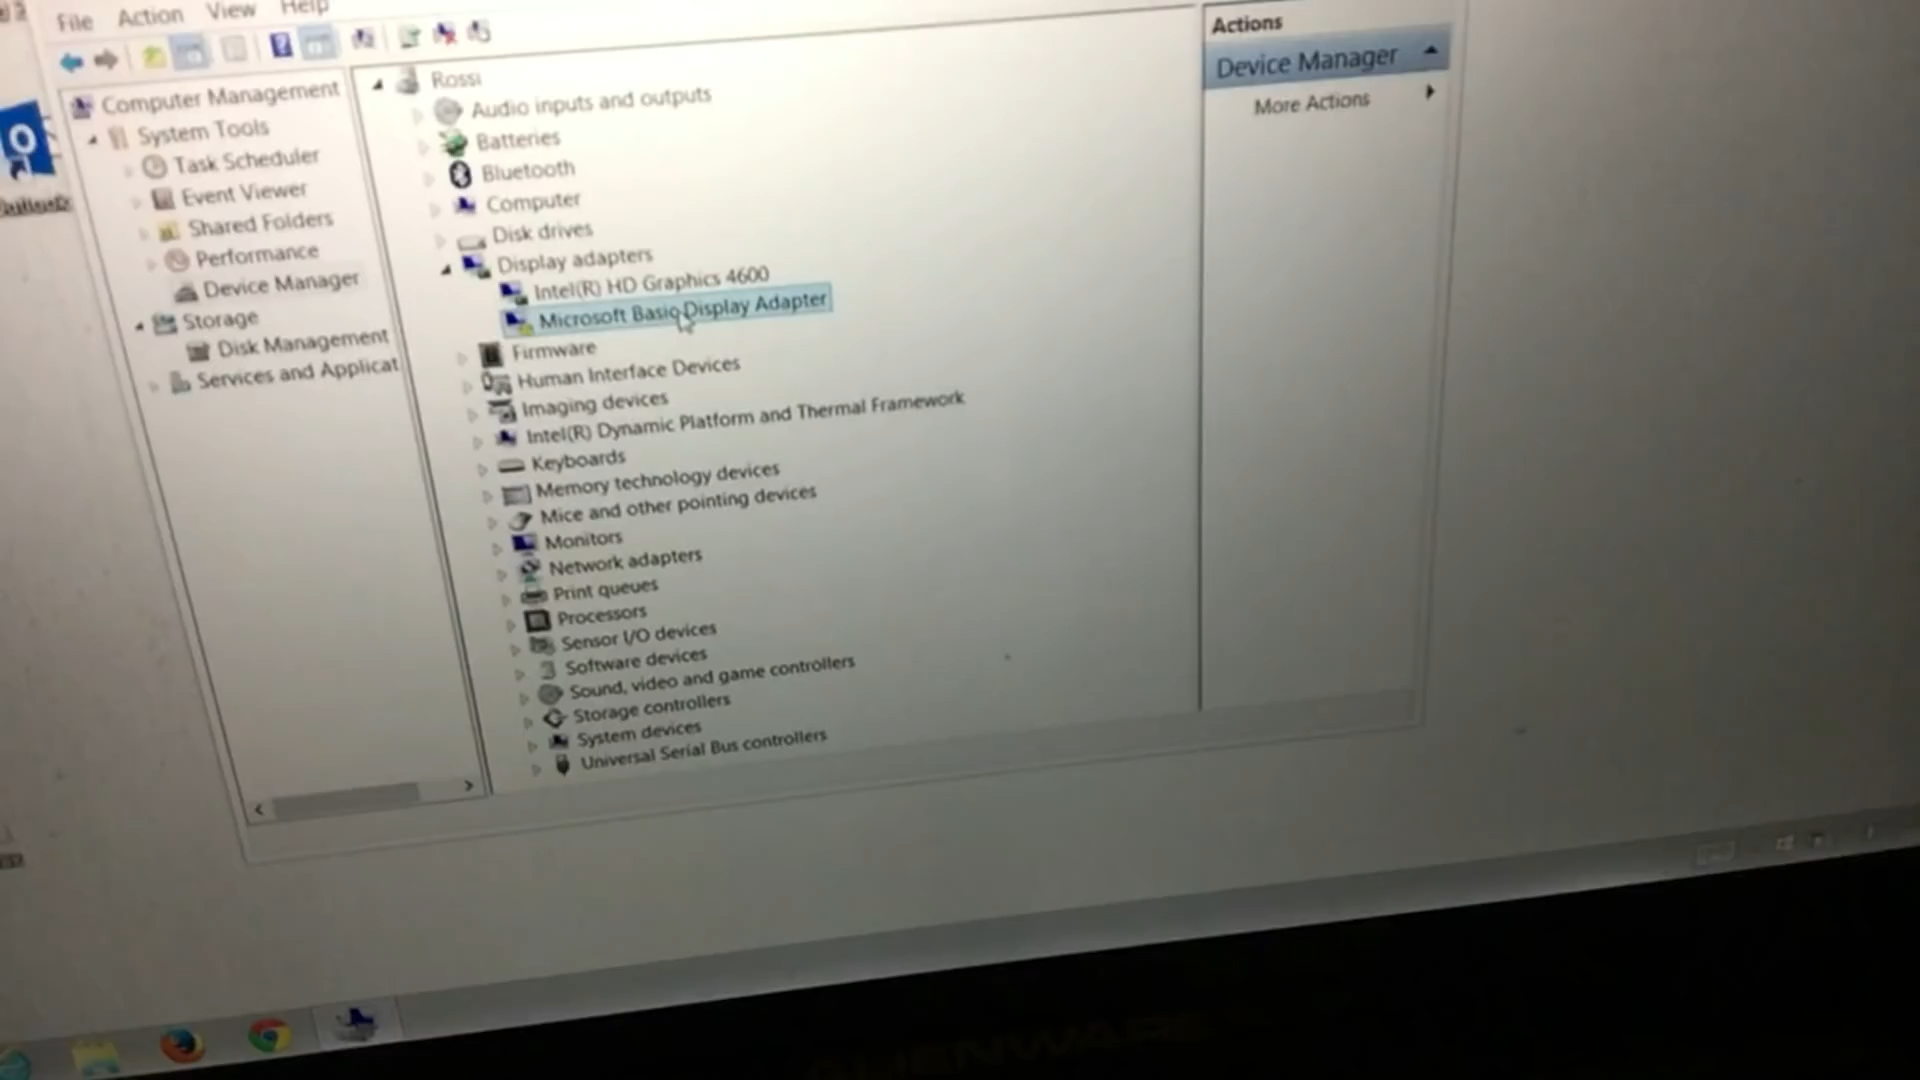 File Action View Help
Computer Management
System Tools
Task Scheduler
Event Viewer
Shared Folders
Performance
Device Manager
Storage
Disk Management
Services and Applicat
Rossi
Audio inputs and outputs
Batteries
Bluetooth
Computer
Disk drives
Display adapters
Intel(R) HD Graphics 4600
Microsoft Basic Display Adapter
Firmware
Human Interface Devices
Imaging devices
Intel(R) Dynamic Platform and Thermal Framework
Keyboards
Memory technology devices
Mice and other pointing devices
Monitors
Network adapters
Print queues
Processors
Sensor I/O devices
Software devices
Sound, video and game controllers
Storage controllers
System devices
Universal Serial Bus controllers
Actions
Device Manager
More Actions
ALIENWARE